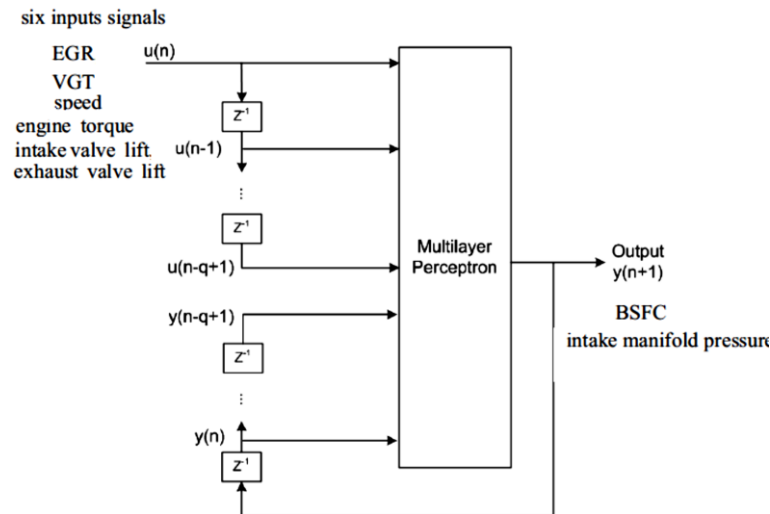 six inputs signals
EGR
u(n)
VGT
speed
Z⁻¹
engine torque
intake valve lift
u(n-1)
exhaust valve lift
⋮
Z⁻¹
Multilayer
Perceptron
Output
y(n+1)
u(n-q+1)
y(n-q+1)
BSFC
intake manifold pressure
Z⁻¹
⋮
y(n)
Z⁻¹